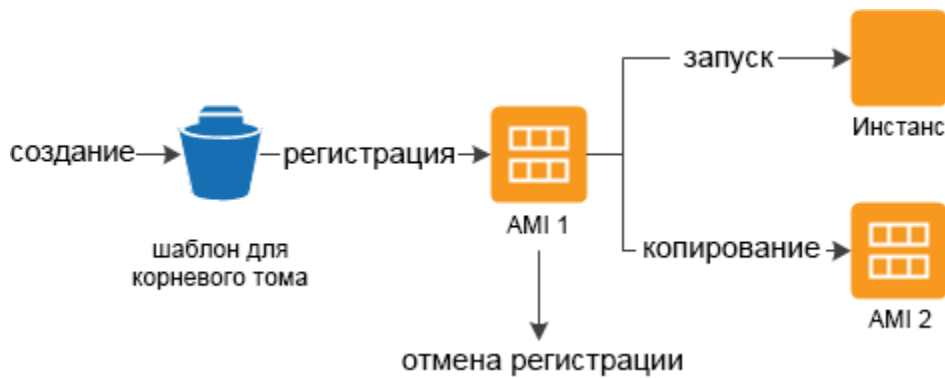 создание
шаблон для
корневого тома
регистрация
AMI 1
отмена регистрации
запуск
Инстанс
копирование
AMI 2